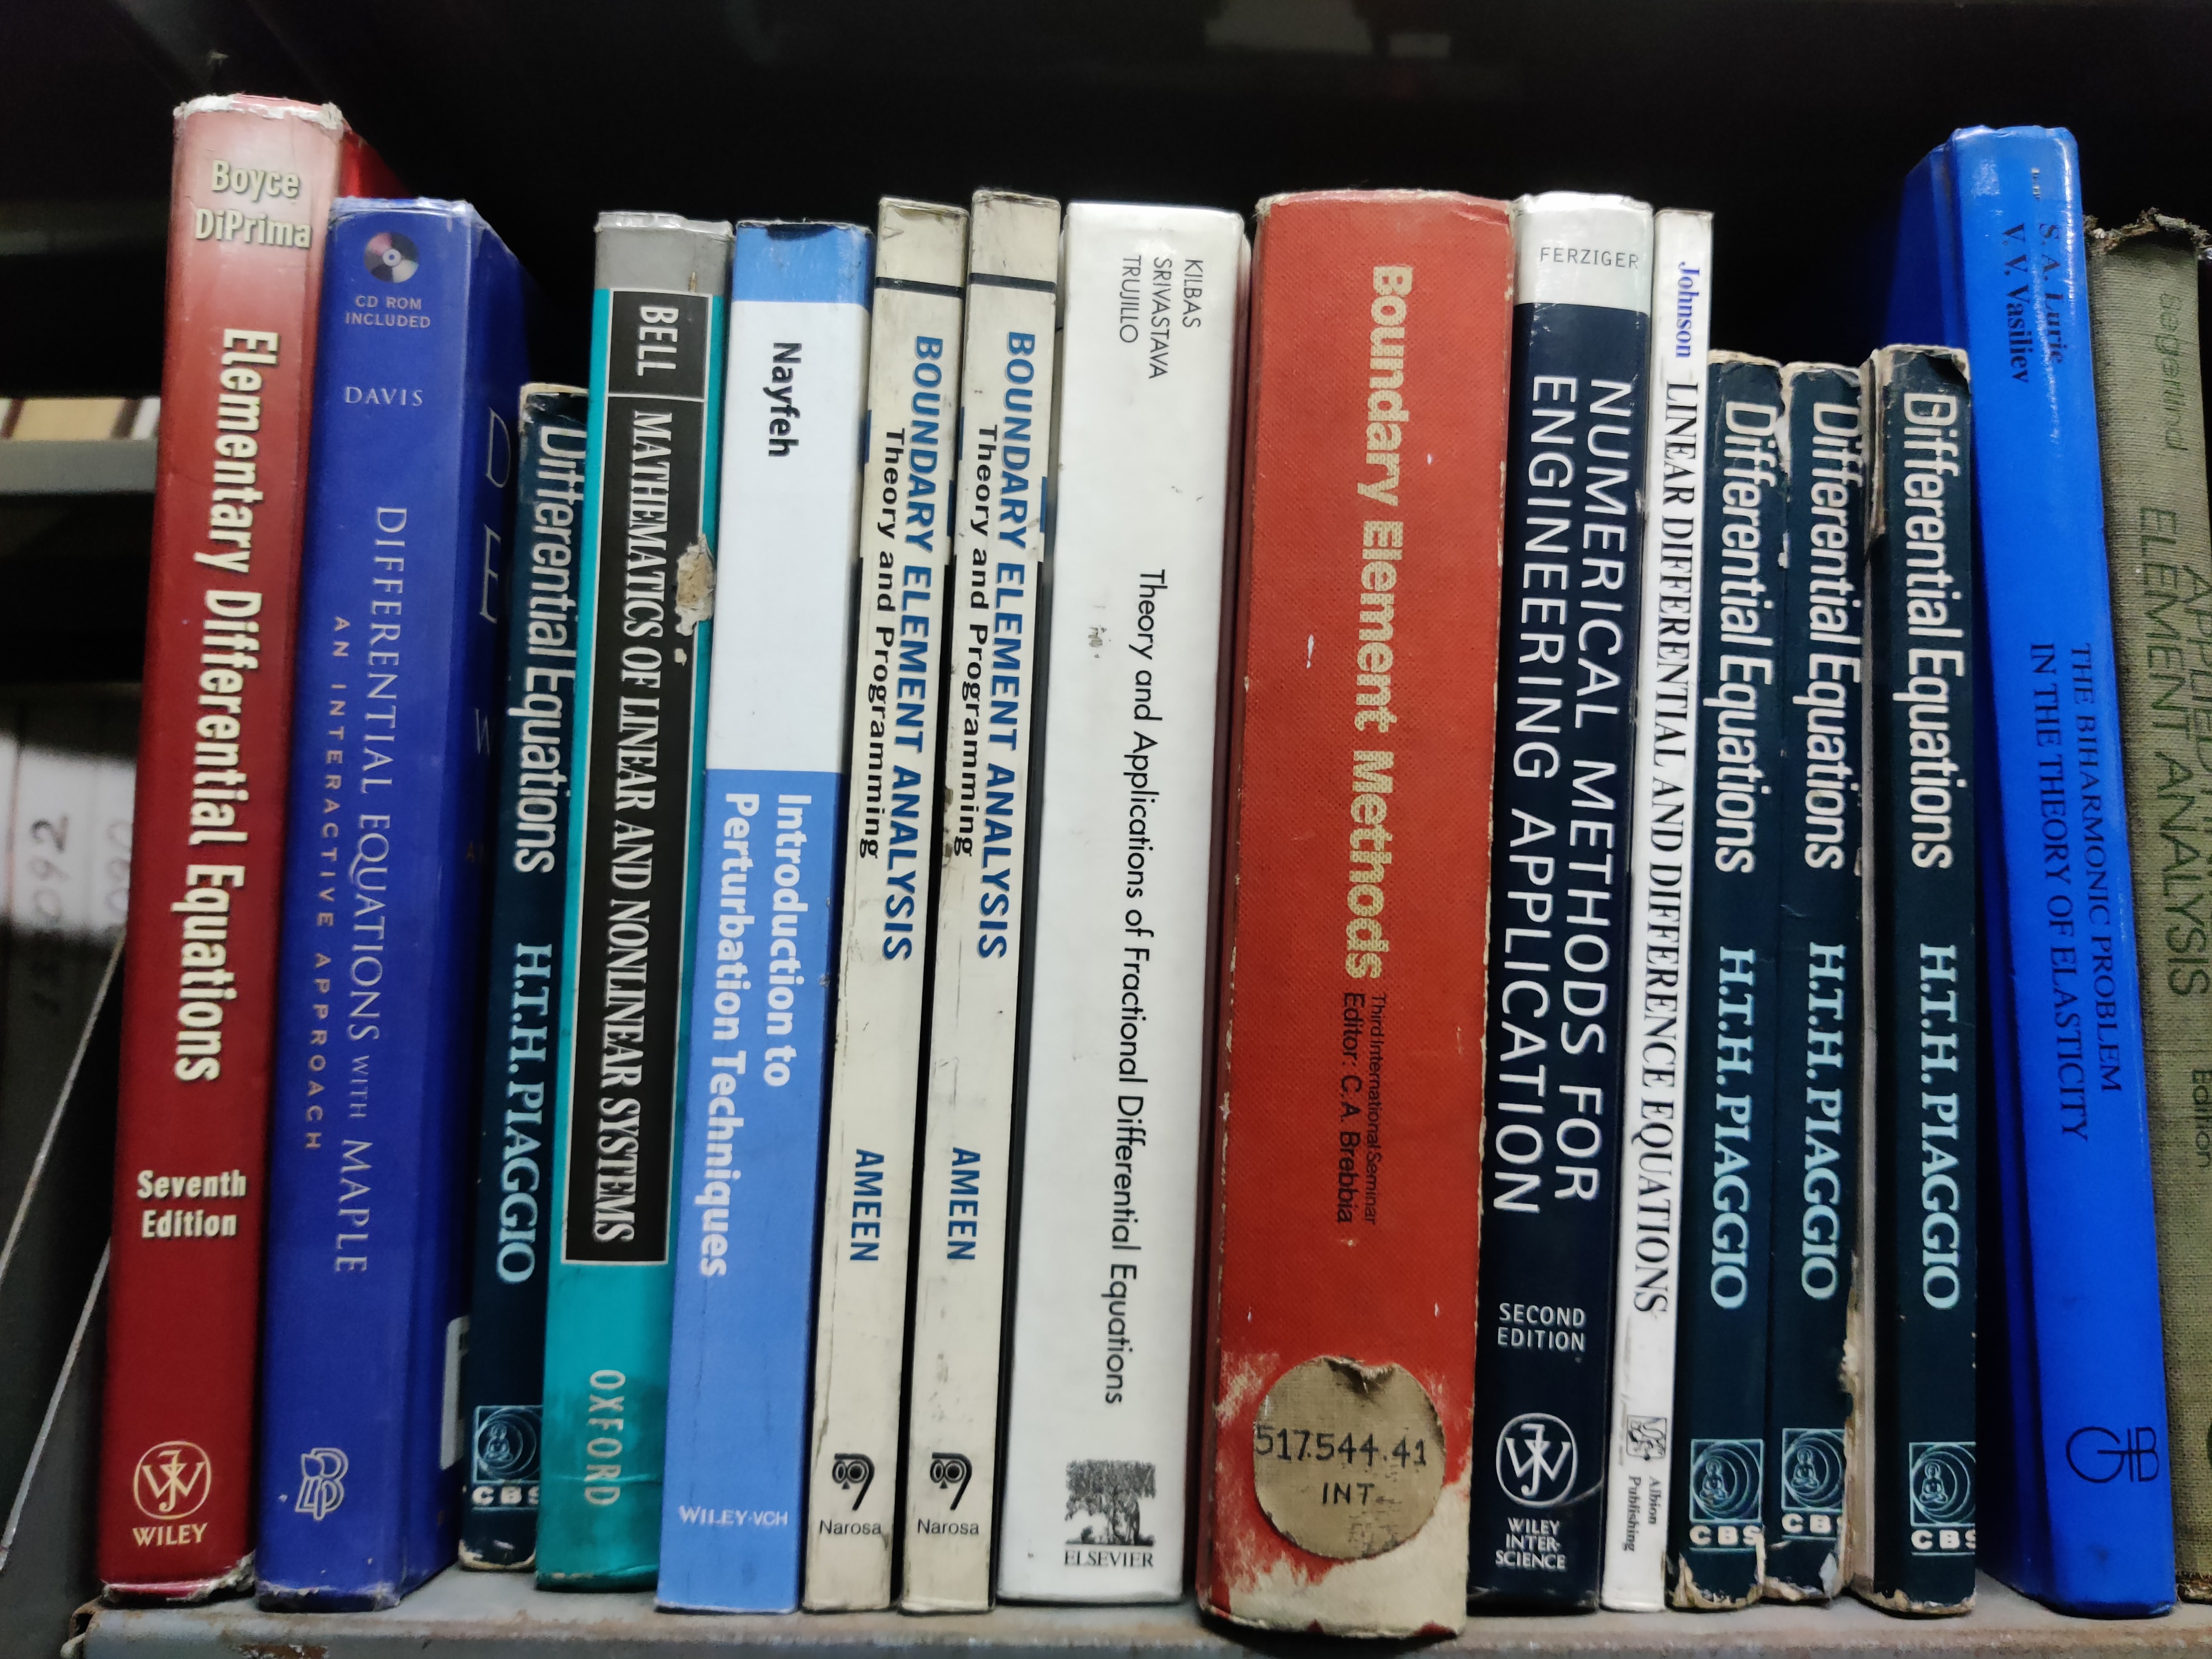 Boyce
DiPrima
Elementary Differential Equations
Seventh
Edition
WILEY
CD ROM
INCLUDED
DAVIS
DIFFERENTIAL EQUATIONS WITH MAPLE
AN INTERACTIVE APPROACH
D
E
W
Differential Equations
H.T.H. PIAGGIO
CBS
BELL
MATHEMATICS OF LINEAR AND NONLINEAR SYSTEMS
OXFORD
Nayfeh
Introduction to
Perturbation Techniques
WILEY-VCH
BOUNDARY ELEMENT ANALYSIS
Theory and Programming
AMEEN
Narosa
BOUNDARY ELEMENT ANALYSIS
Theory and Programming
AMEEN
Narosa
KILBAS
SRIVASTAVA
TRUJILLO
Theory and Applications of Fractional Differential Equations
ELSEVIER
Boundary Element Methods
Third International Seminar
Editor: C.A. Brebbia
517.544.41
INT
FERZIGER
NUMERICAL METHODS FOR
ENGINEERING APPLICATION
SECOND
EDITION
WILEY
INTER-
SCIENCE
Johnson
LINEAR DIFFERENTIAL AND DIFFERENCE EQUATIONS
Albion
Publishing
Differential Equations
H.T.H. PIAGGIO
CBS
Differential Equations
H.T.H. PIAGGIO
CBS
Differential Equations
H.T.H. PIAGGIO
CBS
S. A. Lurie
V. V. Vasiliev
THE BIHARMONIC PROBLEM
IN THE THEORY OF ELASTICITY
GB
Segerlind
ELEMENT ANALYSIS
Edition